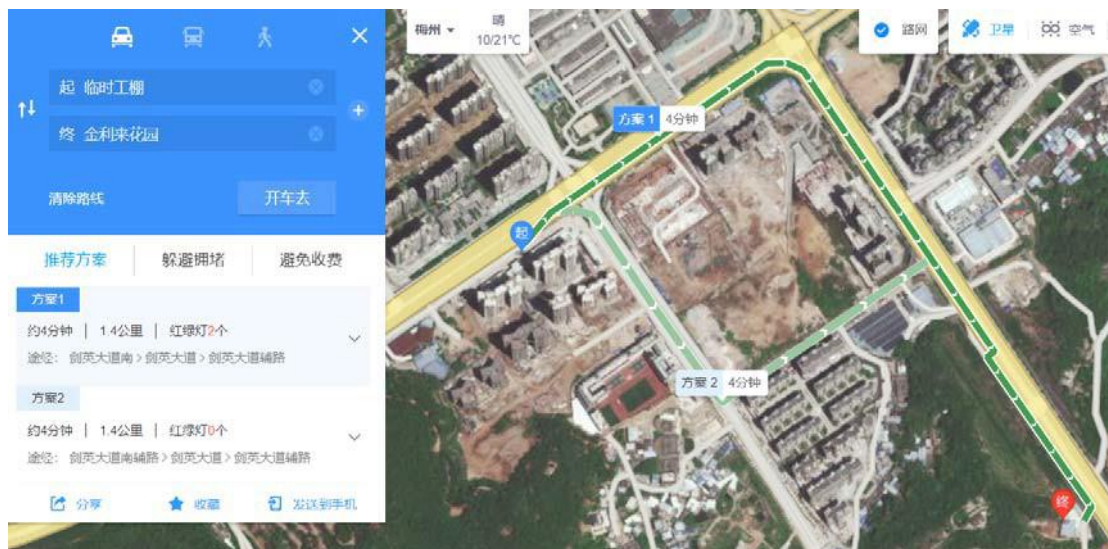 起 临时工棚
终 金利来花园
清除路线
开车去
推荐方案
躲避拥堵
避免收费
方案1
约4分钟 | 1.4公里 | 红绿灯2个
途经： 剑英大道南 > 剑英大道 > 剑英大道辅路
方案2
约4分钟 | 1.4公里 | 红绿灯0个
途经： 剑英大道南辅路 > 剑英大道 > 剑英大道辅路
分享
收藏
发送到手机
梅州
晴
10/21℃
路网
卫星
空气
方案 1 4分钟
起
方案 2 4分钟
终